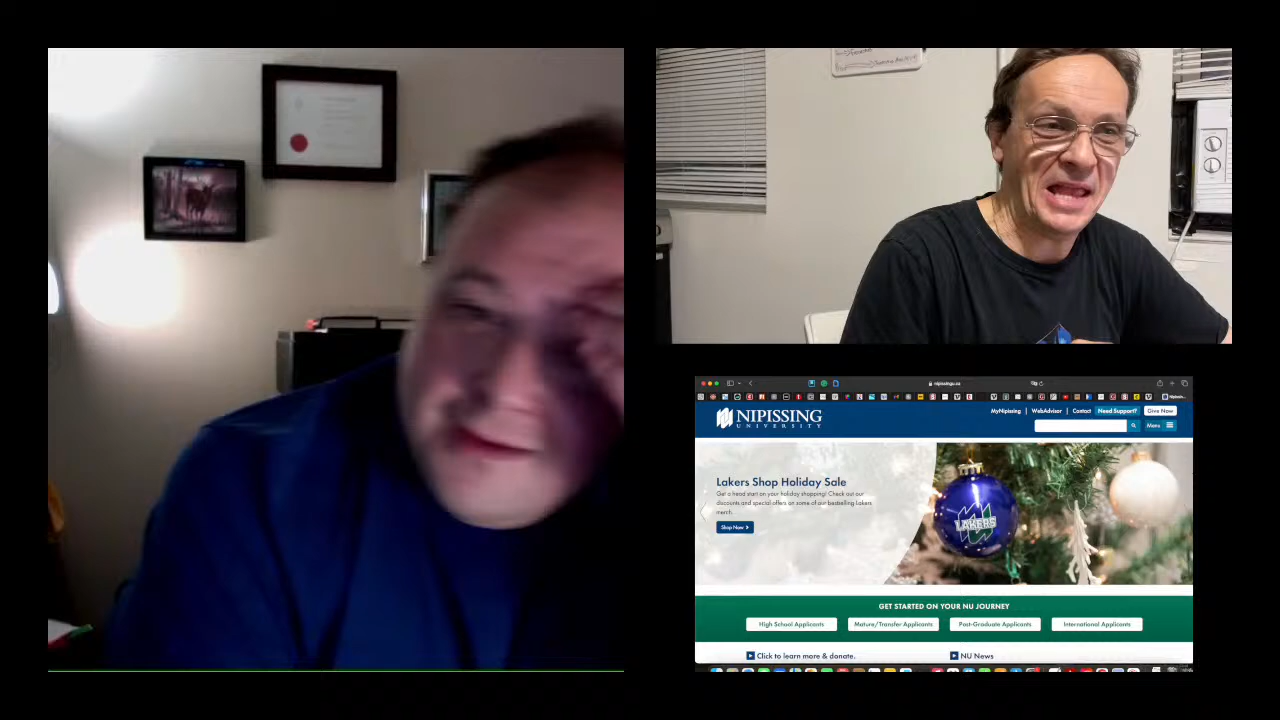 nipissingu.ca
NIPISSING
UNIVERSITY
MyNipissing | WebAdvisor | Contact Need Support? Give Now
Menu
Lakers Shop Holiday Sale
Get a head start on your holiday shopping! Check out our
discounts and special offers on some of our bestselling Lakers
merch.
Shop Now
LAKERS
GET STARTED ON YOUR NU JOURNEY
High School Applicants Mature/Transfer Applicants Post-Graduate Applicants International Applicants
Click to learn more & donate. NU News